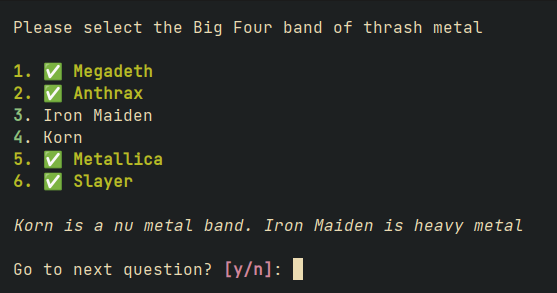 Please select the Big Four band of thrash metal
1. ✅ Megadeth
2. ✅ Anthrax
3. Iron Maiden
4. Korn
5. ✅ Metallica
6. ✅ Slayer
Korn is a nu metal band. Iron Maiden is heavy metal
Go to next question? [y/n]: